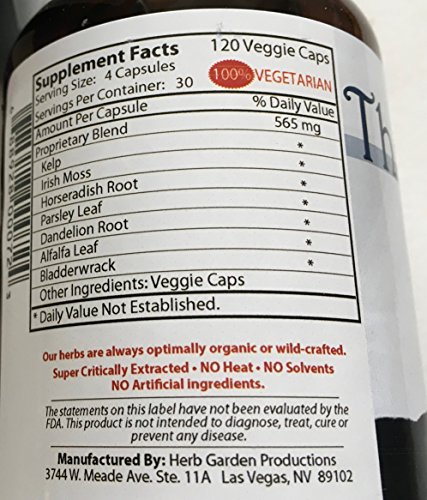 Supplement Facts 120 Veggie Caps
Serving Size: 4 Capsules
Servings Per Container: 30 100% VEGETARIAN
Amount Per Capsule % Daily Value
Proprietary Blend 565 mg
Kelp *
Irish Moss *
Horseradish Root *
Parsley Leaf *
Dandelion Root *
Alfalfa Leaf *
Bladderwrack *
Other Ingredients: Veggie Caps
* Daily Value Not Established.
Our herbs are always optimally organic or wild-crafted.
Super Critically Extracted • NO Heat • NO Solvents
NO Artificial ingredients.
The statements on this label have not been evaluated by the
FDA. This product is not intended to diagnose, treat, cure or
prevent any disease.
Manufactured By: Herb Garden Productions
3744 W. Meade Ave. Ste. 11A Las Vegas, NV 89102